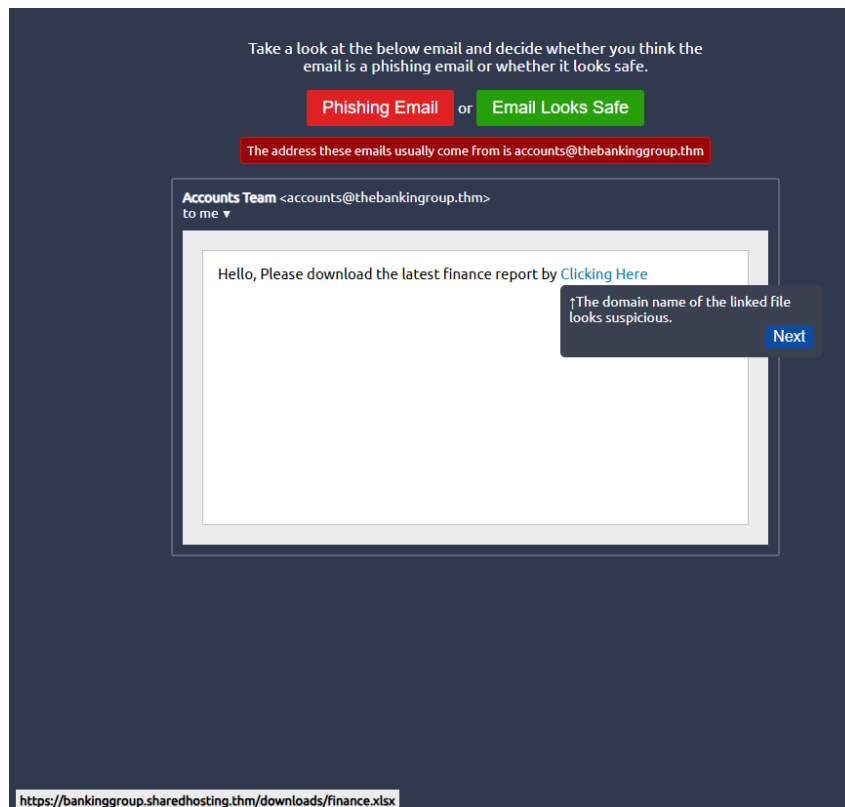 Take a look at the below email and decide whether you think the
email is a phishing email or whether it looks safe.
Phishing Email or Email Looks Safe
The address these emails usually come from is accounts@thebankinggroup.thm
Accounts Team <accounts@thebankingroup.thm>
to me ▼
Hello, Please download the latest finance report by Clicking Here
↑The domain name of the linked file
looks suspicious.
Next
https://bankinggroup.sharedhosting.thm/downloads/finance.xlsx